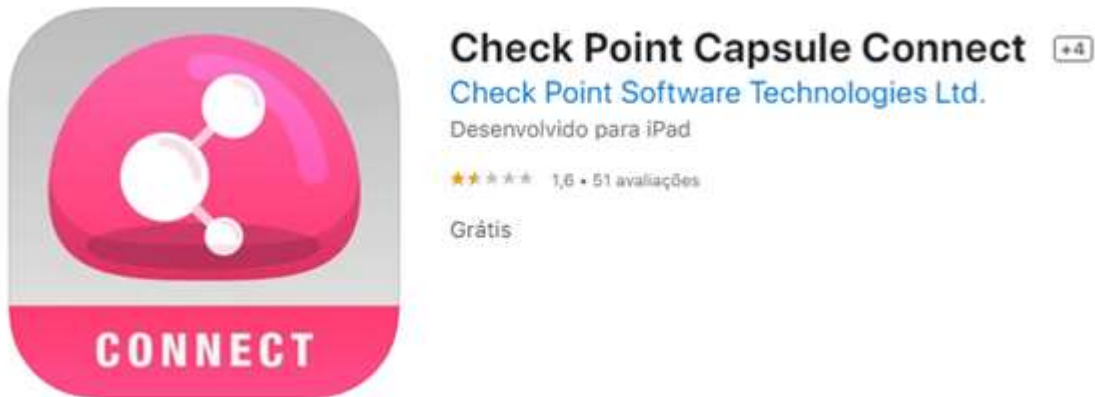 Check Point Capsule Connect +4
Check Point Software Technologies Ltd.
Desenvolvido para iPad
1,6 • 51 avaliações
Grátis
CONNECT